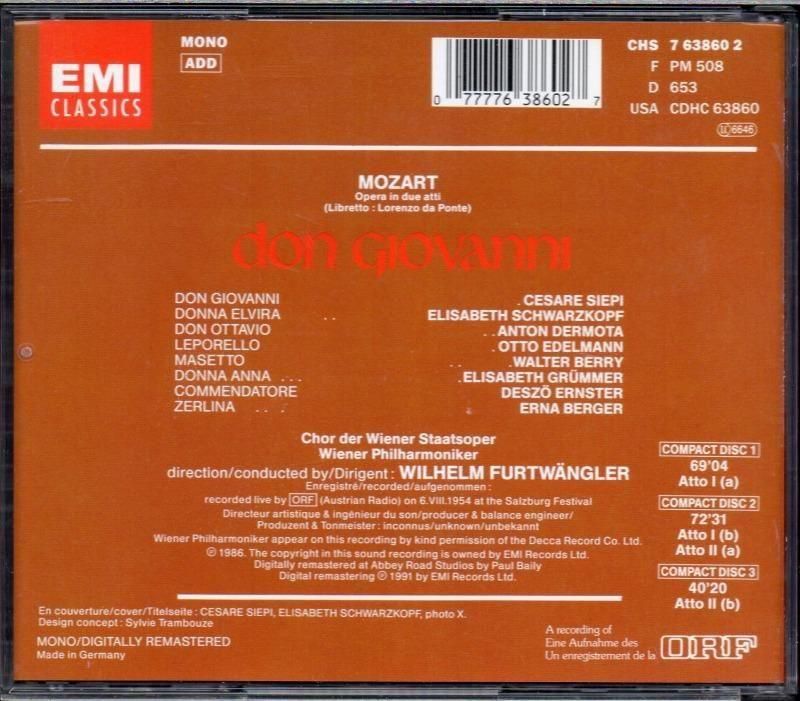 EMI
CLASSICS
MONO
ADD
0 77776 38602 7
CHS 7 63860 2
F PM 508
D 653
USA CDHC 63860
LC 6646
MOZART
Opera in due atti
(Libretto : Lorenzo da Ponte)
don Giovanni
DON GIOVANNI . CESARE SIEPI
DONNA ELVIRA . . ELISABETH SCHWARZKOPF
DON OTTAVIO . . ANTON DERMOTA
LEPORELLO . OTTO EDELMANN
MASETTO . . WALTER BERRY
DONNA ANNA . . . . ELISABETH GRÜMMER
COMMENDATORE DESZÖ ERNSTER
ZERLINA . . . ERNA BERGER
Chor der Wiener Staatsoper
Wiener Philharmoniker
direction/conducted by/Dirigent : WILHELM FURTWÄNGLER
Enregistré/recorded/aufgenommen :
recorded live by ORF (Austrian Radio) on 6.VIII.1954 at the Salzburg Festival
Directeur artistique & ingénieur du son/producer & balance engineer/
Produzent & Tonmeister : inconnus/unknown/unbekannt
Wiener Philharmoniker appear on this recording by kind permission of the Decca Record Co. Ltd.
℗ 1986. The copyright in this sound recording is owned by EMI Records Ltd.
Digitally remastered at Abbey Road Studios by Paul Baily
Digital remastering ℗ 1991 by EMI Records Ltd.
COMPACT DISC 1
69'04
Atto I (a)
COMPACT DISC 2
72'31
Atto I (b)
Atto II (a)
COMPACT DISC 3
40'20
Atto II (b)
En couverture/cover/Titelseite : CESARE SIEPI, ELISABETH SCHWARZKOPF, photo X.
Design concept : Sylvie Trambouze
MONO/DIGITALLY REMASTERED
Made in Germany
A recording of
Eine Aufnahme des
Un enregistrement de la
ORF